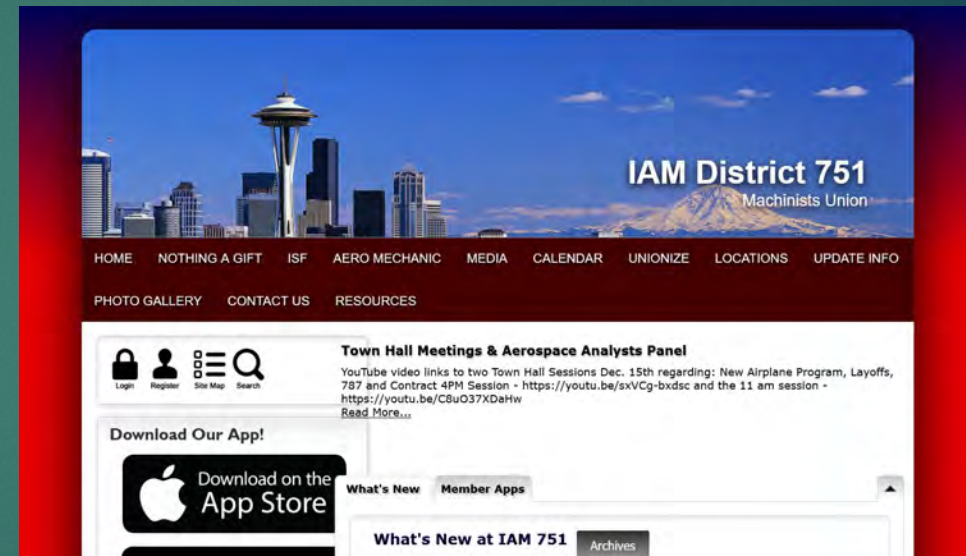 IAM District 751
Machinists Union
HOME NOTHING A GIFT ISF AERO MECHANIC MEDIA CALENDAR UNIONIZE LOCATIONS UPDATE INFO
PHOTO GALLERY CONTACT US RESOURCES
Login Register Site Map Search
Town Hall Meetings & Aerospace Analysts Panel
YouTube video links to two Town Hall Sessions Dec. 15th regarding: New Airplane Program, Layoffs,
787 and Contract 4PM Session - https://youtu.be/sxVCg-bxdsc and the 11 am session -
https://youtu.be/C8uO37XDaHw
Read More...
Download Our App!
Download on the
App Store
What's New Member Apps
What's New at IAM 751 Archives